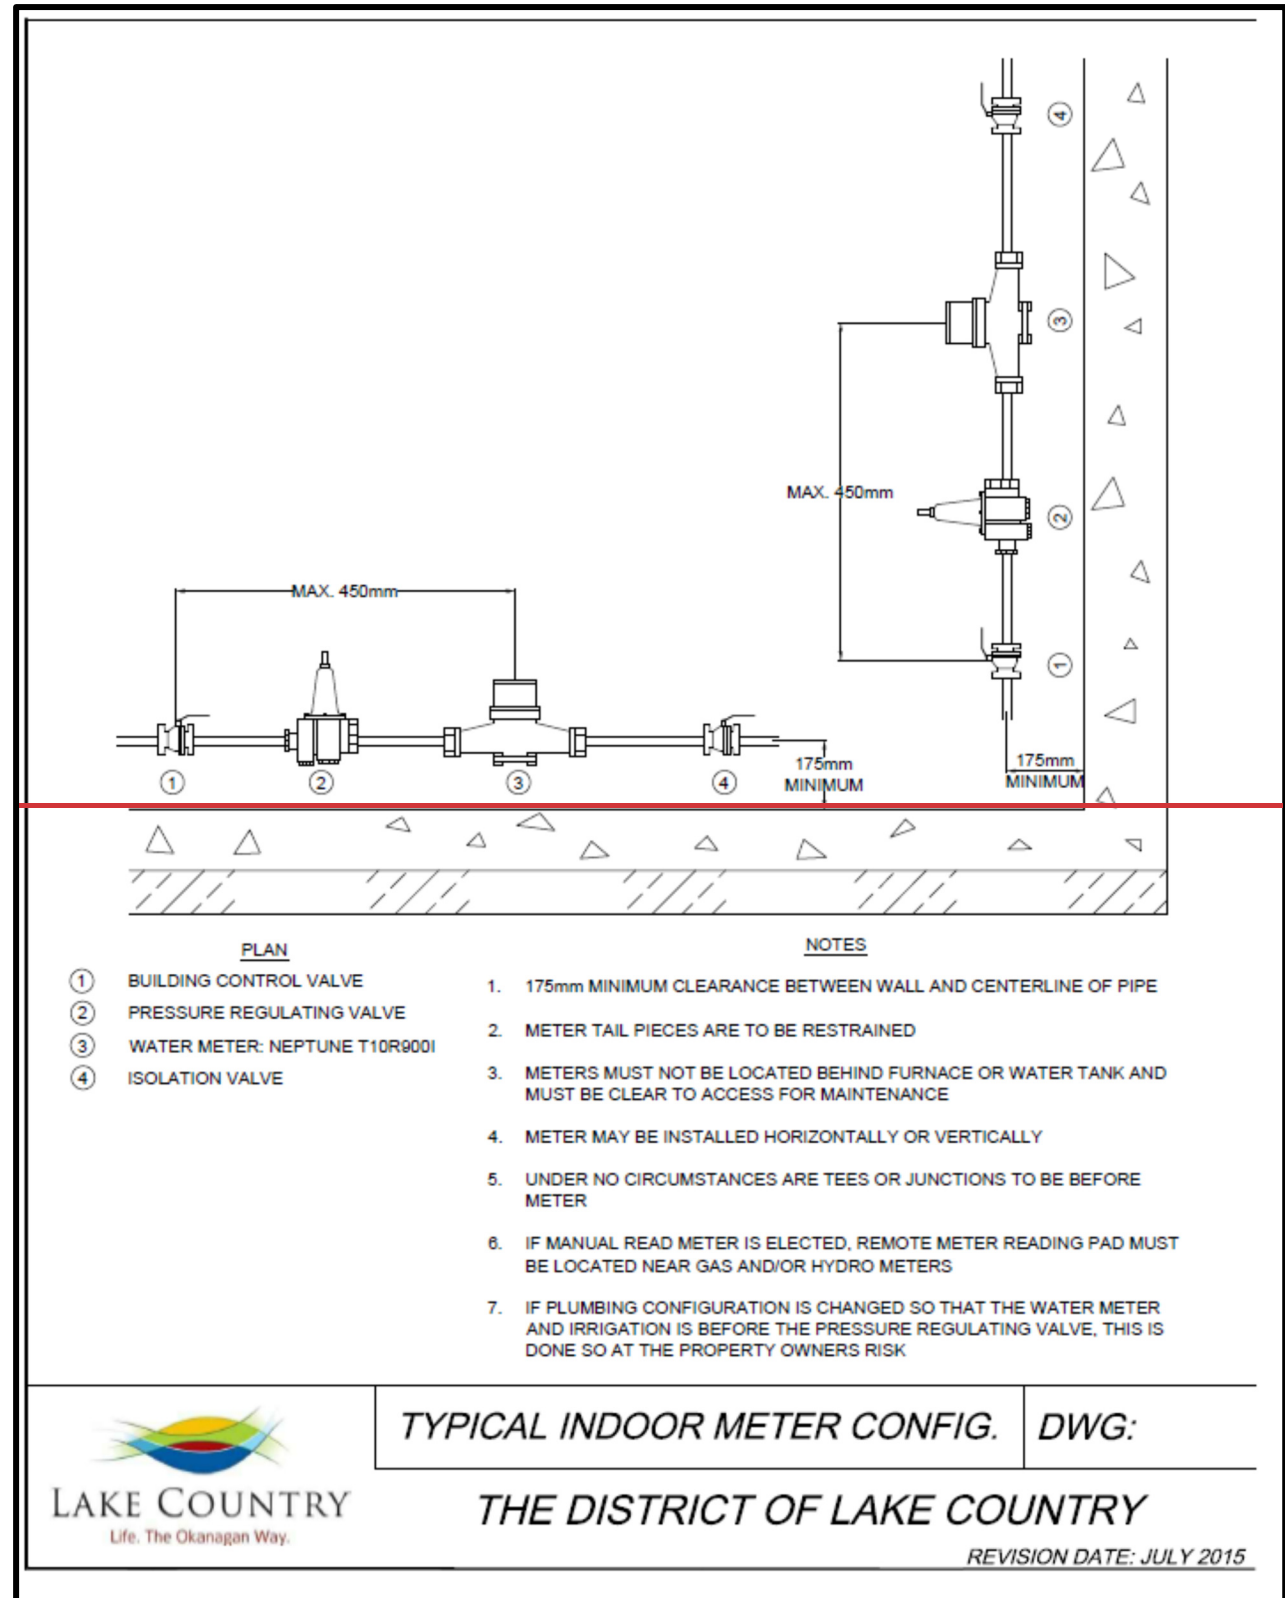 4
3
MAX. 450mm
2
MAX. 450mm
1
175mm
MINIMUM
175mm
MINIMUM
1
2
3
4
PLAN
1 BUILDING CONTROL VALVE
2 PRESSURE REGULATING VALVE
3 WATER METER: NEPTUNE T10R900I
4 ISOLATION VALVE
NOTES
1. 175mm MINIMUM CLEARANCE BETWEEN WALL AND CENTERLINE OF PIPE
2. METER TAIL PIECES ARE TO BE RESTRAINED
3. METERS MUST NOT BE LOCATED BEHIND FURNACE OR WATER TANK AND
MUST BE CLEAR TO ACCESS FOR MAINTENANCE
4. METER MAY BE INSTALLED HORIZONTALLY OR VERTICALLY
5. UNDER NO CIRCUMSTANCES ARE TEES OR JUNCTIONS TO BE BEFORE
METER
6. IF MANUAL READ METER IS ELECTED, REMOTE METER READING PAD MUST
BE LOCATED NEAR GAS AND/OR HYDRO METERS
7. IF PLUMBING CONFIGURATION IS CHANGED SO THAT THE WATER METER
AND IRRIGATION IS BEFORE THE PRESSURE REGULATING VALVE, THIS IS
DONE SO AT THE PROPERTY OWNERS RISK
LAKE COUNTRY
Life. The Okanagan Way.
TYPICAL INDOOR METER CONFIG.
DWG:
THE DISTRICT OF LAKE COUNTRY
REVISION DATE: JULY 2015